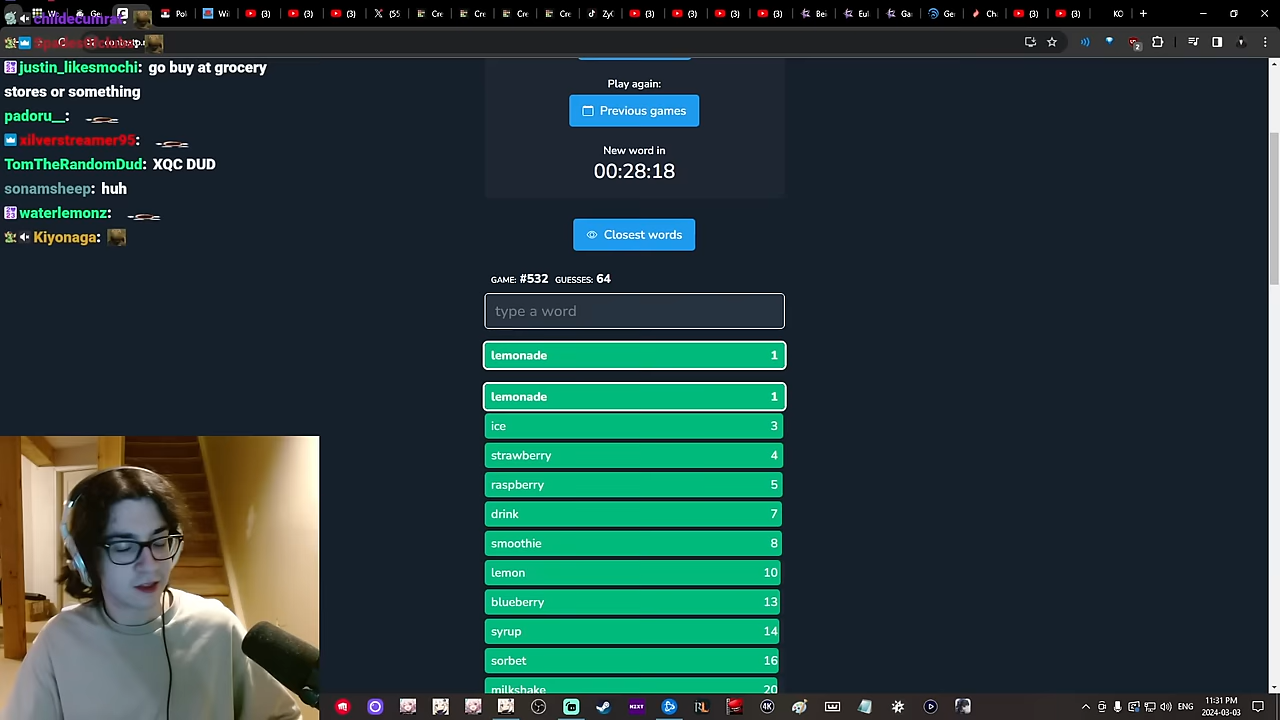 justin_likesmochi: go buy at grocery
stores or something
padoru__:
xilverstreamer95:
TomTheRandomDud: XQC DUD
sonamsheep: huh
waterlemonz:
Kiyonaga:
Play again:
Previous games
New word in
00:28:18
Closest words
GAME: #532 GUESSES: 64
type a word
lemonade 1
lemonade 1
ice 3
strawberry 4
raspberry 5
drink 7
smoothie 8
lemon 10
blueberry 13
syrup 14
sorbet 16
milkshake 20
ENG
11:31 PM
2024-03-03